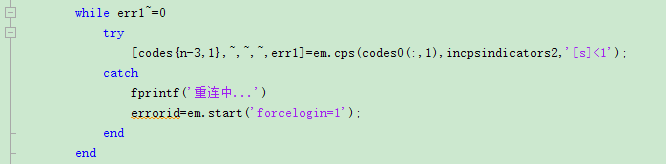 while err1~=0
try
[codes{n-3,1},~,~,~,err1]=em.cps(codes0(:,1),incpsindicators2,'[s]<1');
catch
fprintf('重连中...')
errorid=em.start('forcelogin=1');
end
end